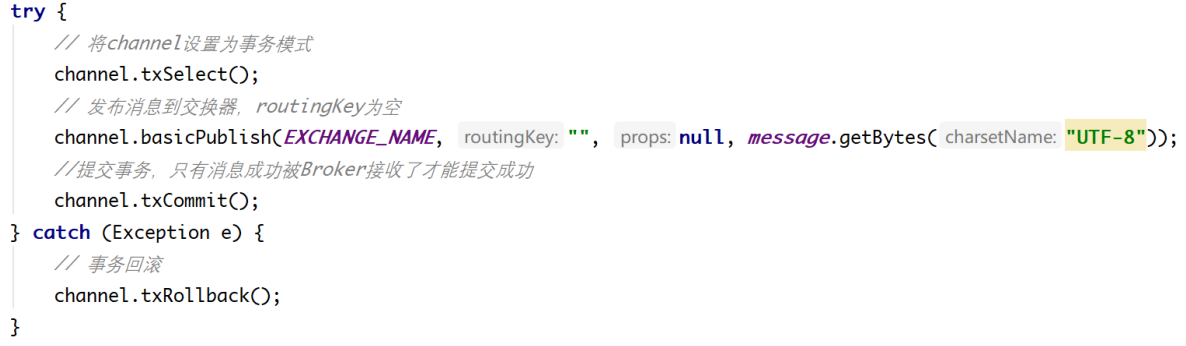 try {
// 将channel设置为事务模式
channel.txSelect();
// 发布消息到交换器，routingKey为空
channel.basicPublish(EXCHANGE_NAME, routingKey: "", props: null, message.getBytes( charsetName: "UTF-8"));
//提交事务，只有消息成功被Broker接收了才能提交成功
channel.txCommit();
} catch (Exception e) {
// 事务回滚
channel.txRollback();
}